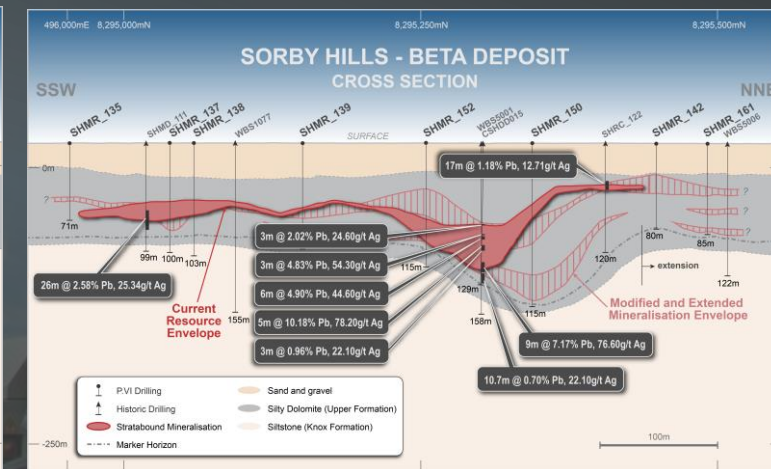 496,000mE
8,295,000mN
8,295,250mN
8,295,500mN
SORBY HILLS - BETA DEPOSIT
CROSS SECTION
SSW
NNE
SHMR_135
SHMD_111
SHMR_137
SHMR_138
WBS1077
SHMR_139
SHMR_152
WBS5001
CSHDD015
SHMR_150
SHRC_122
SHMR_142
SHMR_161
WBS5006
SURFACE
0m
17m @ 1.18% Pb, 12.71g/t Ag
?
?
?
?
71m
99m
100m
103m
3m @ 2.02% Pb, 24.60g/t Ag
3m @ 4.83% Pb, 54.30g/t Ag
6m @ 4.90% Pb, 44.60g/t Ag
5m @ 10.18% Pb, 78.20g/t Ag
3m @ 0.96% Pb, 22.10g/t Ag
115m
129m
158m
115m
120m
80m
85m
122m
extension
26m @ 2.58% Pb, 25.34g/t Ag
Current
Resource
Envelope
155m
Modified and Extended
Mineralisation Envelope
9m @ 7.17% Pb, 76.60g/t Ag
10.7m @ 0.70% Pb, 22.10g/t Ag
P.VI Drilling
Historic Drilling
Stratabound Mineralisation
Marker Horizon
Sand and gravel
Silty Dolomite (Upper Formation)
Siltstone (Knox Formation)
-250m
100m